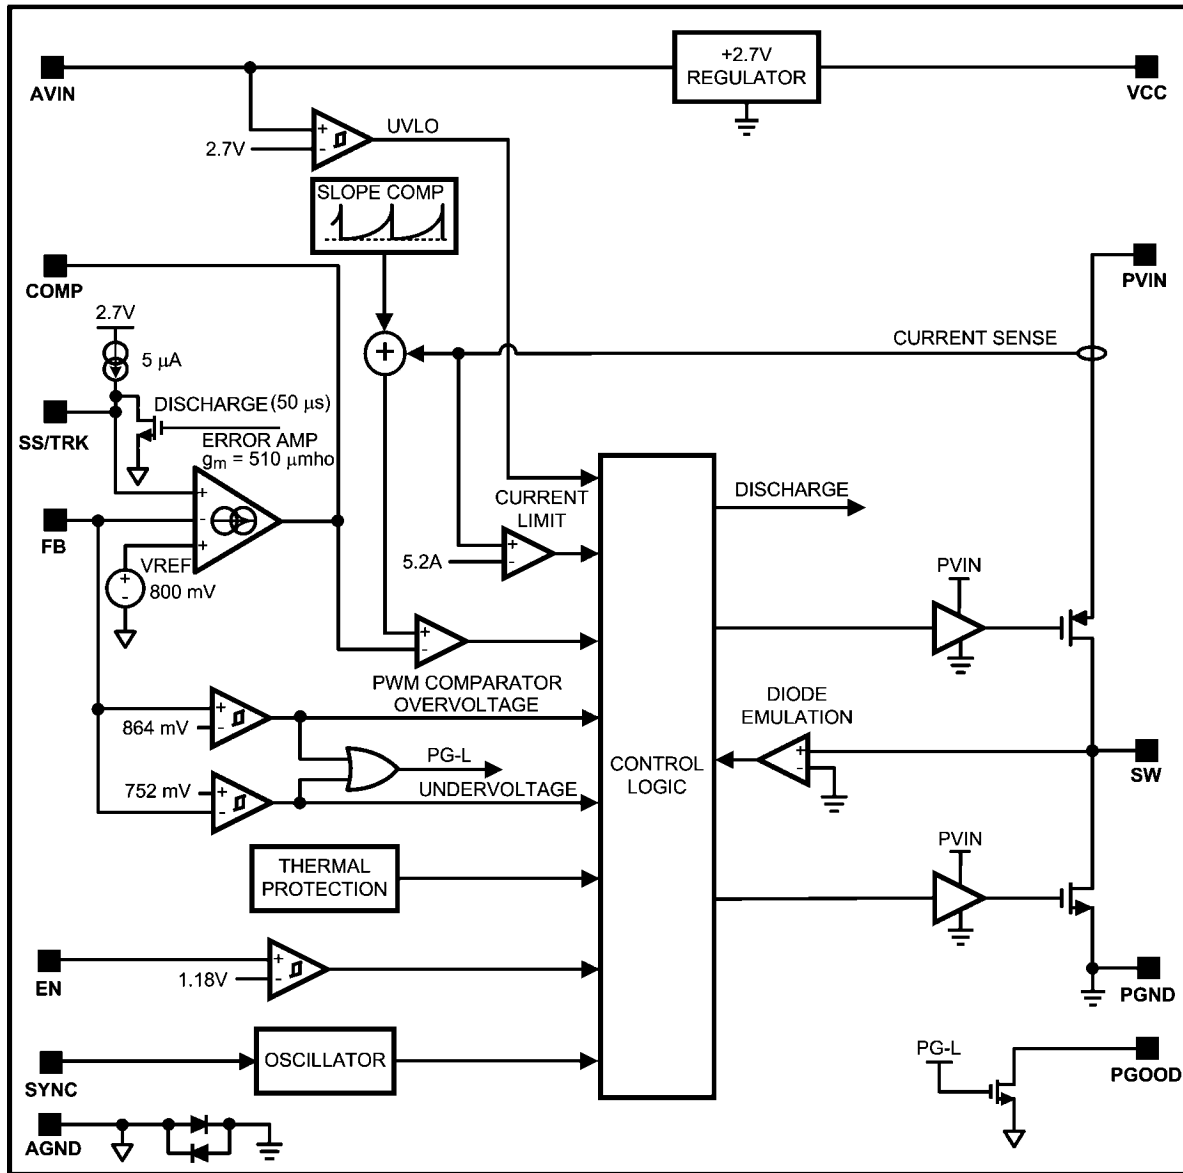 AVIN
+2.7V
REGULATOR
VCC
+
-
2.7V
UVLO
SLOPE COMP
COMP
PVIN
2.7V
5 μA
+
CURRENT SENSE
SS/TRK
DISCHARGE (50 μs)
ERROR AMP
gm = 510 μmho
+
-
+
FB
VREF
800 mV
+
-
CURRENT
LIMIT
5.2A
+
-
DISCHARGE
PVIN
+
-
PWM COMPARATOR
OVERVOLTAGE
864 mV
+
-
PG-L
752 mV
+
-
UNDERVOLTAGE
CONTROL
LOGIC
DIODE
EMULATION
+
-
SW
THERMAL
PROTECTION
PVIN
EN
1.18V
+
-
PGND
SYNC
OSCILLATOR
PG-L
PGOOD
AGND